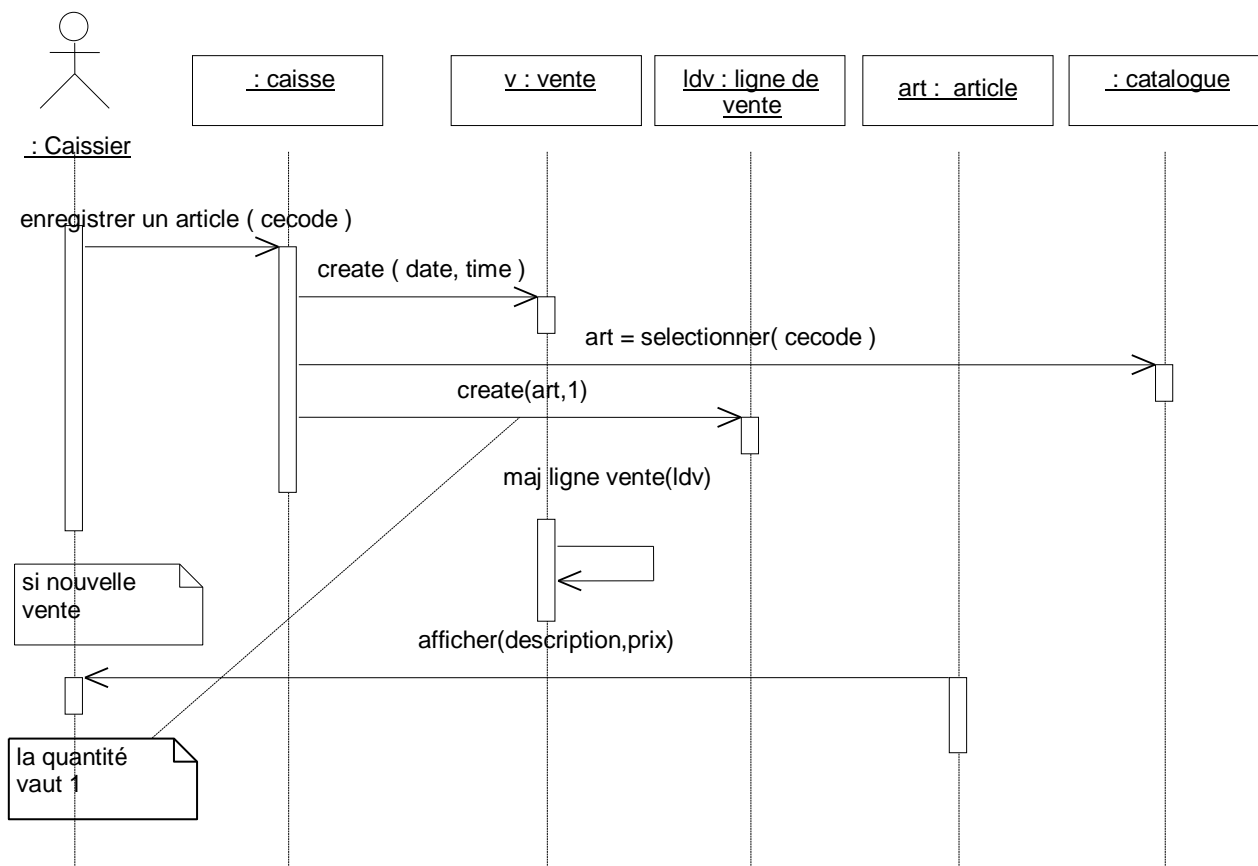 : caisse
v : vente
ldv : ligne de
vente
art :  article
: catalogue
: Caissier
enregistrer un article ( cecode )
create ( date, time )
art = selectionner( cecode )
create(art,1)
maj ligne vente(ldv)
si nouvelle
vente
afficher(description,prix)
la quantité
vaut 1